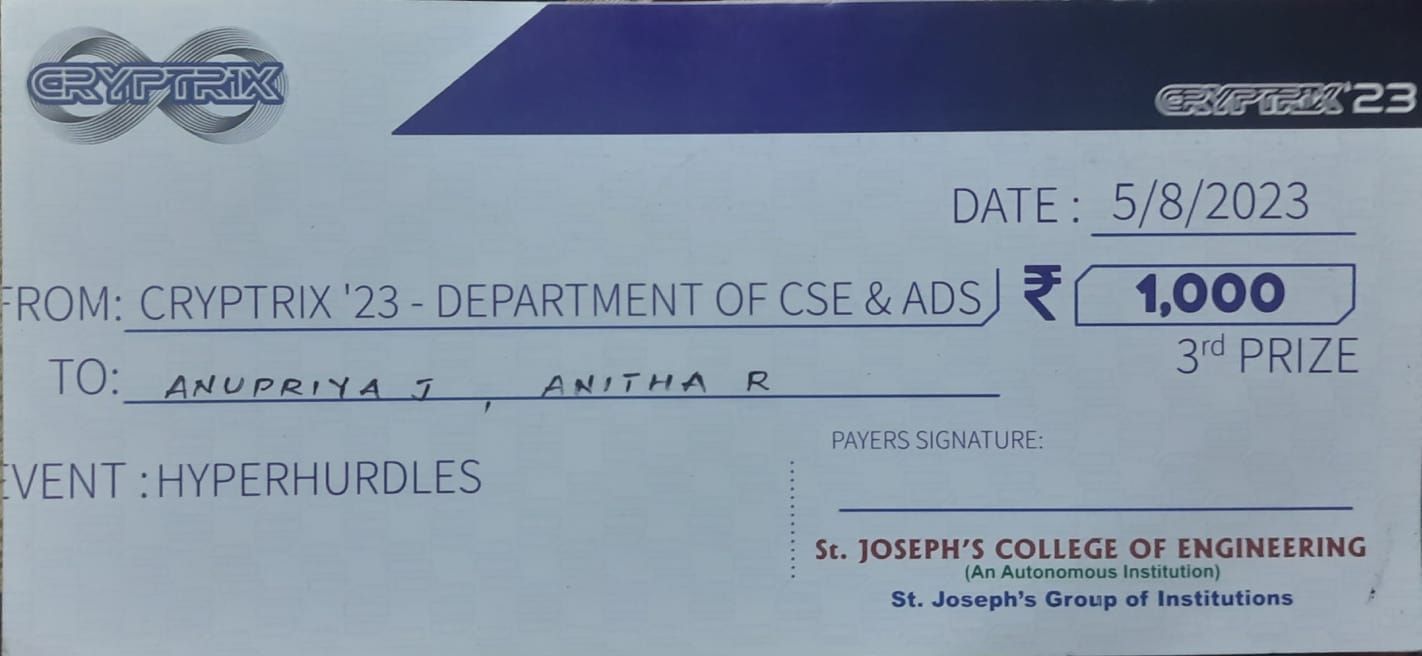 CRYPTRIX
CRYPTRIX'23
DATE : 5/8/2023
FROM: CRYPTRIX '23 - DEPARTMENT OF CSE & ADS ₹ 1,000
3rd PRIZE
TO: ANUPRIYA J , ANITHA R
PAYERS SIGNATURE:
EVENT : HYPERHURDLES
St. JOSEPH'S COLLEGE OF ENGINEERING
(An Autonomous Institution)
St. Joseph's Group of Institutions